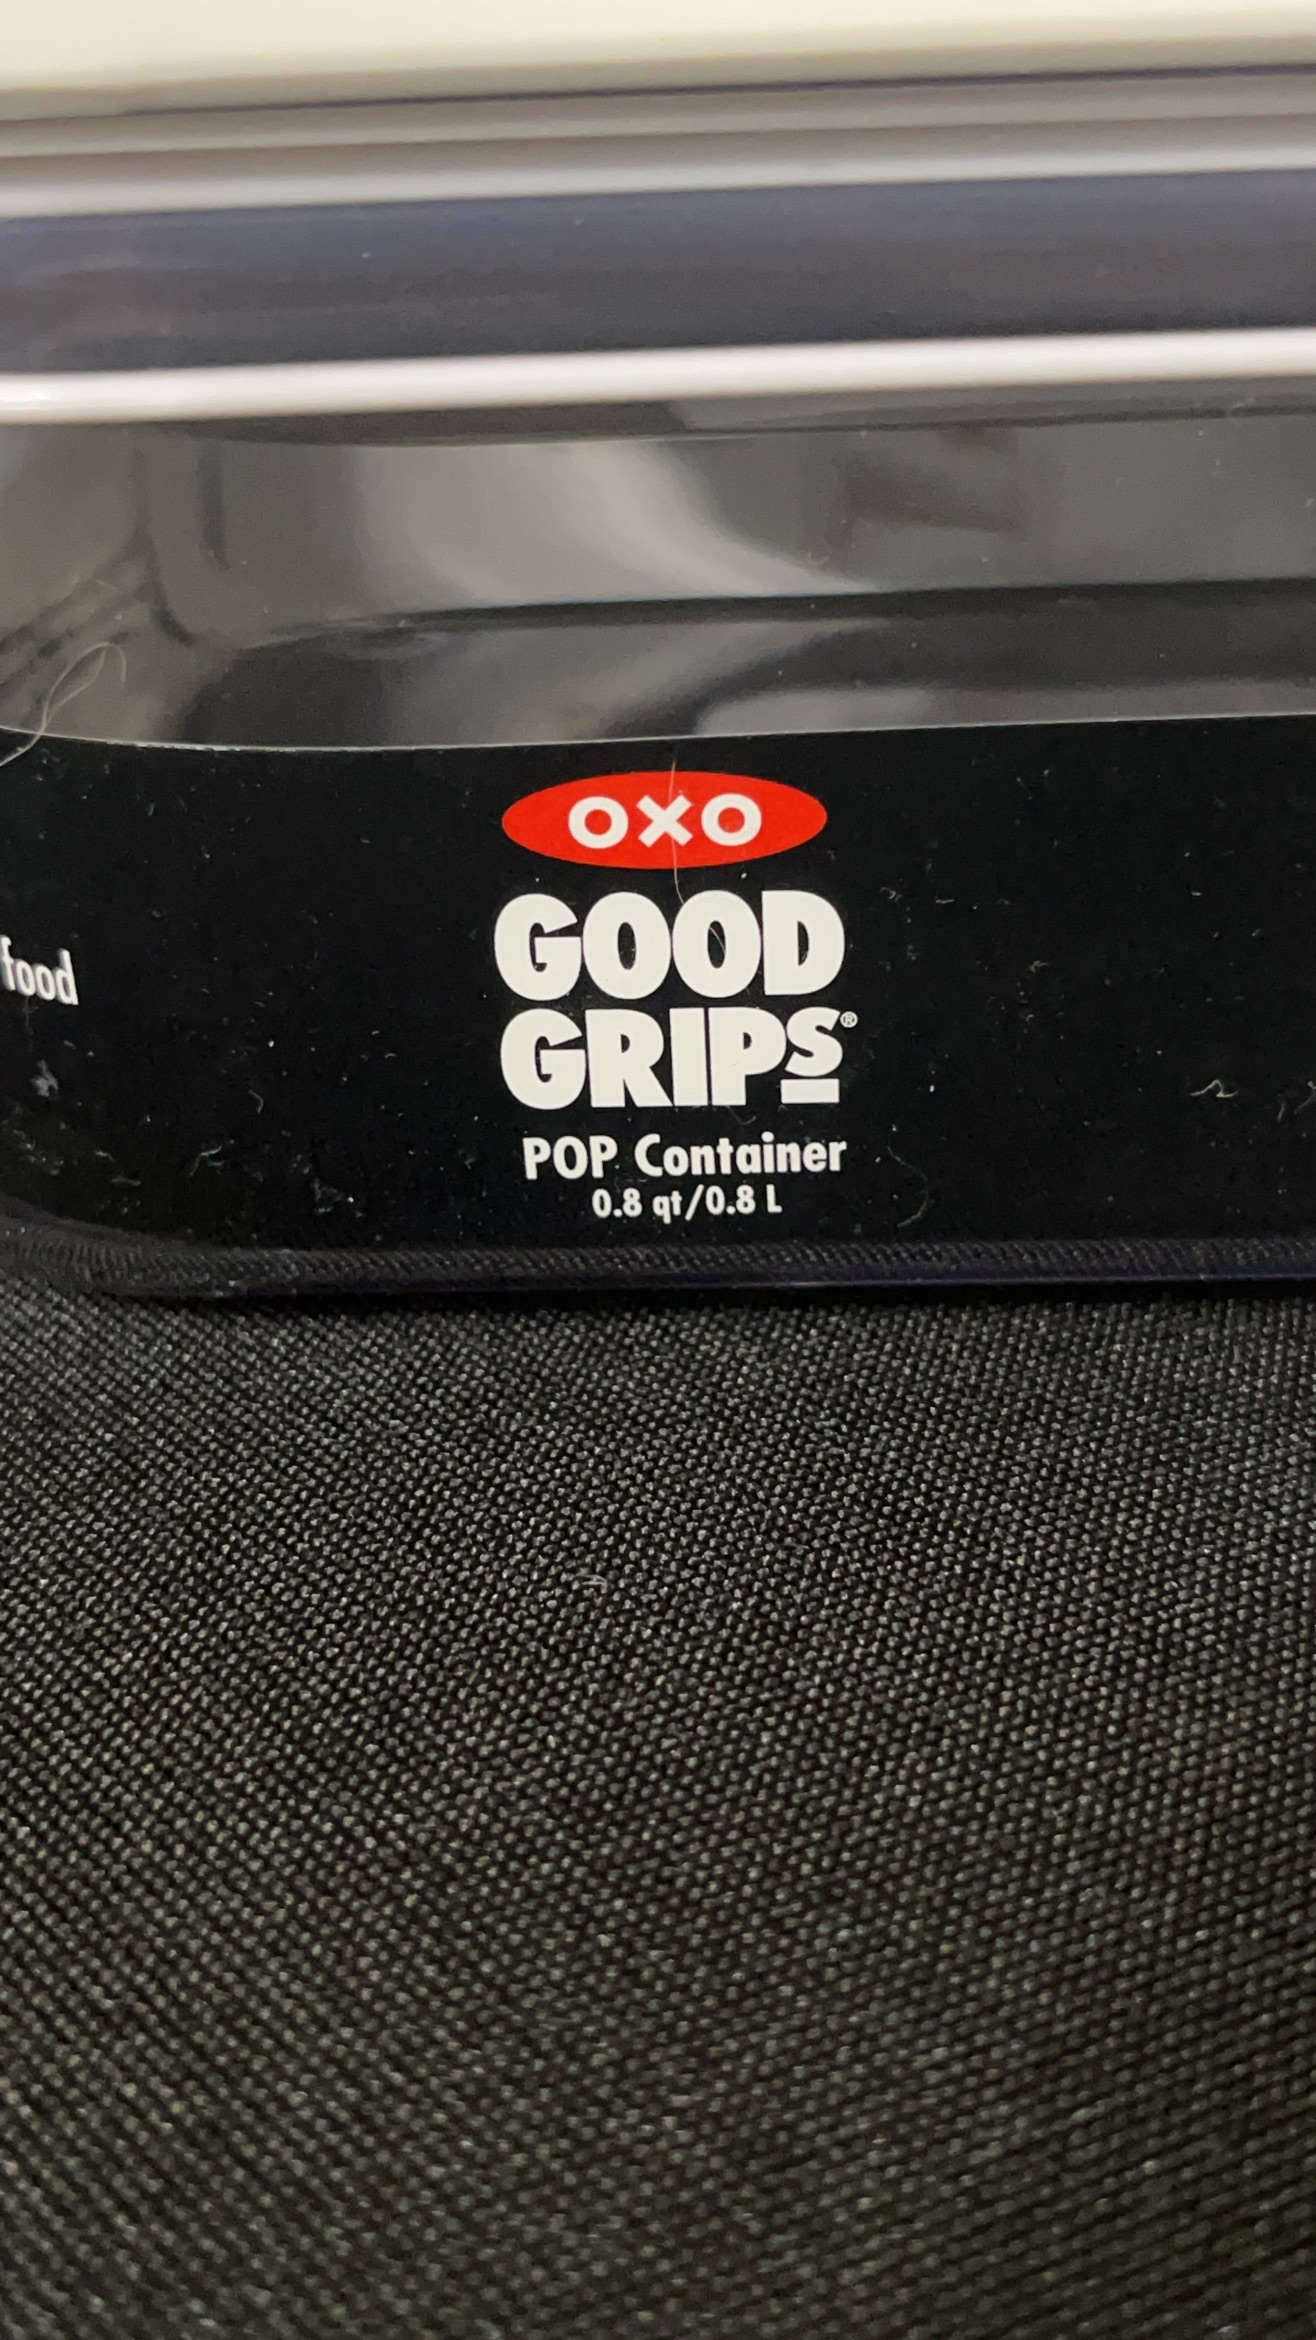 OXO
GOOD
GRIPS®
POP Container
0.8 qt/0.8 L
food